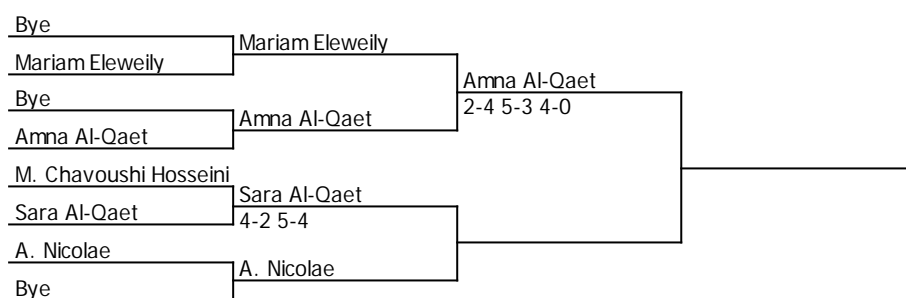 Bye
Mariam Eleweily
Mariam Eleweily
Bye
Amna Al-Qaet
Amna Al-Qaet
Amna Al-Qaet
2-4 5-3 4-0
M. Chavoushi Hosseini
Sara Al-Qaet
Sara Al-Qaet
4-2 5-4
A. Nicolae
A. Nicolae
Bye